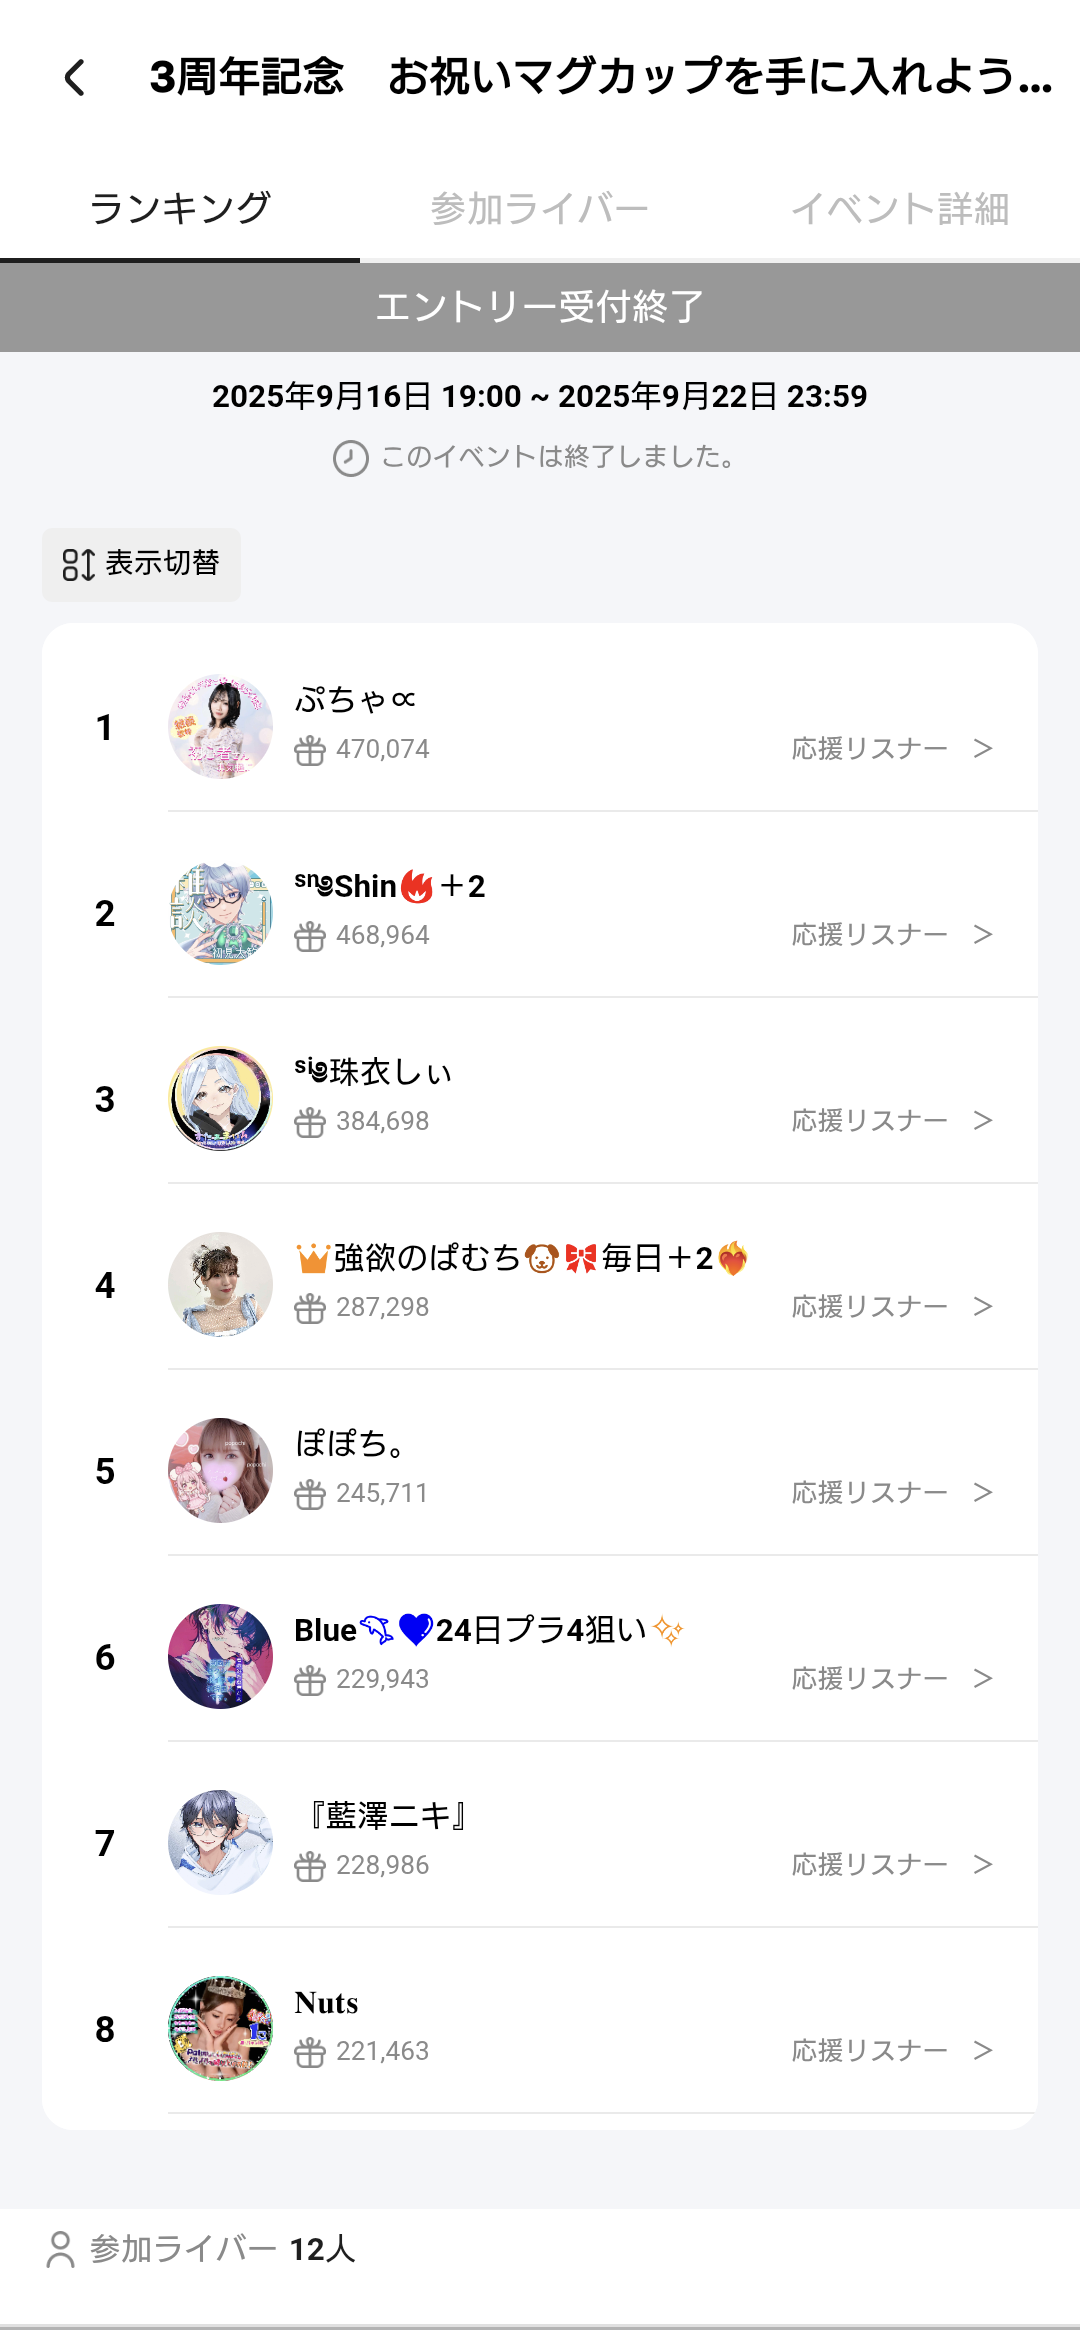 3周年記念　お祝いマグカップを手に入れよう...
ランキング
参加ライバー
イベント詳細
エントリー受付終了
2025年9月16日 19:00 ~ 2025年9月22日 23:59
このイベントは終了しました。
表示切替
1
ぷちゃ∝
470,074
応援リスナー >
2
Shin🔥＋2
468,964
応援リスナー >
3
珠衣しぃ
384,698
応援リスナー >
4
👑強欲のぱむち🐶🎀毎日＋2❤️‍🔥
287,298
応援リスナー >
5
ぽぽち。
245,711
応援リスナー >
6
Blue🐬💙24日プラ4狙い✨
229,943
応援リスナー >
7
『藍澤ニキ』
228,986
応援リスナー >
8
𝐍𝐮𝐭𝐬
221,463
応援リスナー >
参加ライバー 12人